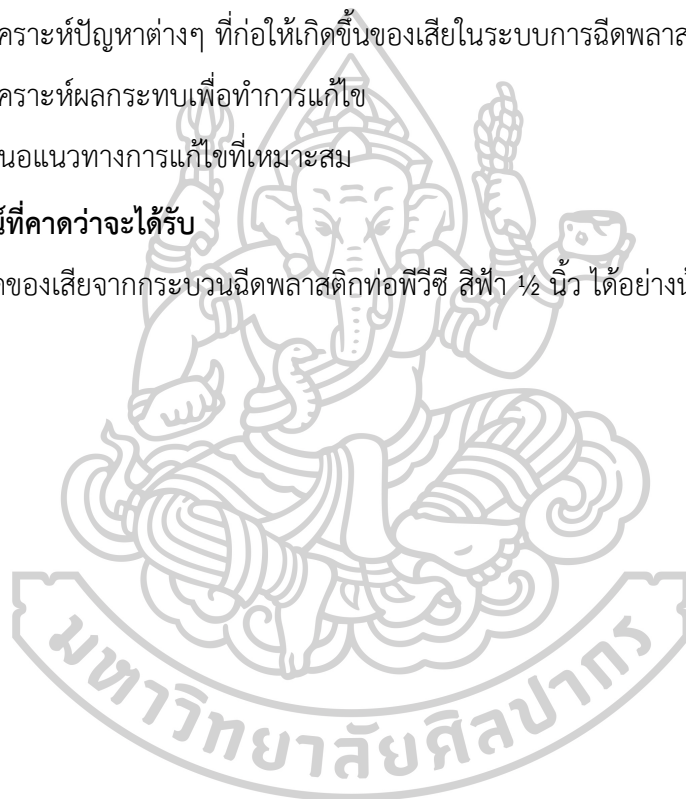 เคราะห์ปัญหาต่างๆ ที่ก่อให้เกิดขึ้นของเสียในระบบการฉีดพลาส
เคราะห์ผลกระทบเพื่อทำการแก้ไข
นอแนวทางการแก้ไขที่เหมาะสม
น์ที่คาดว่าจะได้รับ
ของเสียจากกระบวนฉีดพลาสติกท่อพีวีซี สีฟ้า ½ นิ้ว ได้อย่างน้
มหาวิทยาลัยศิลปากร